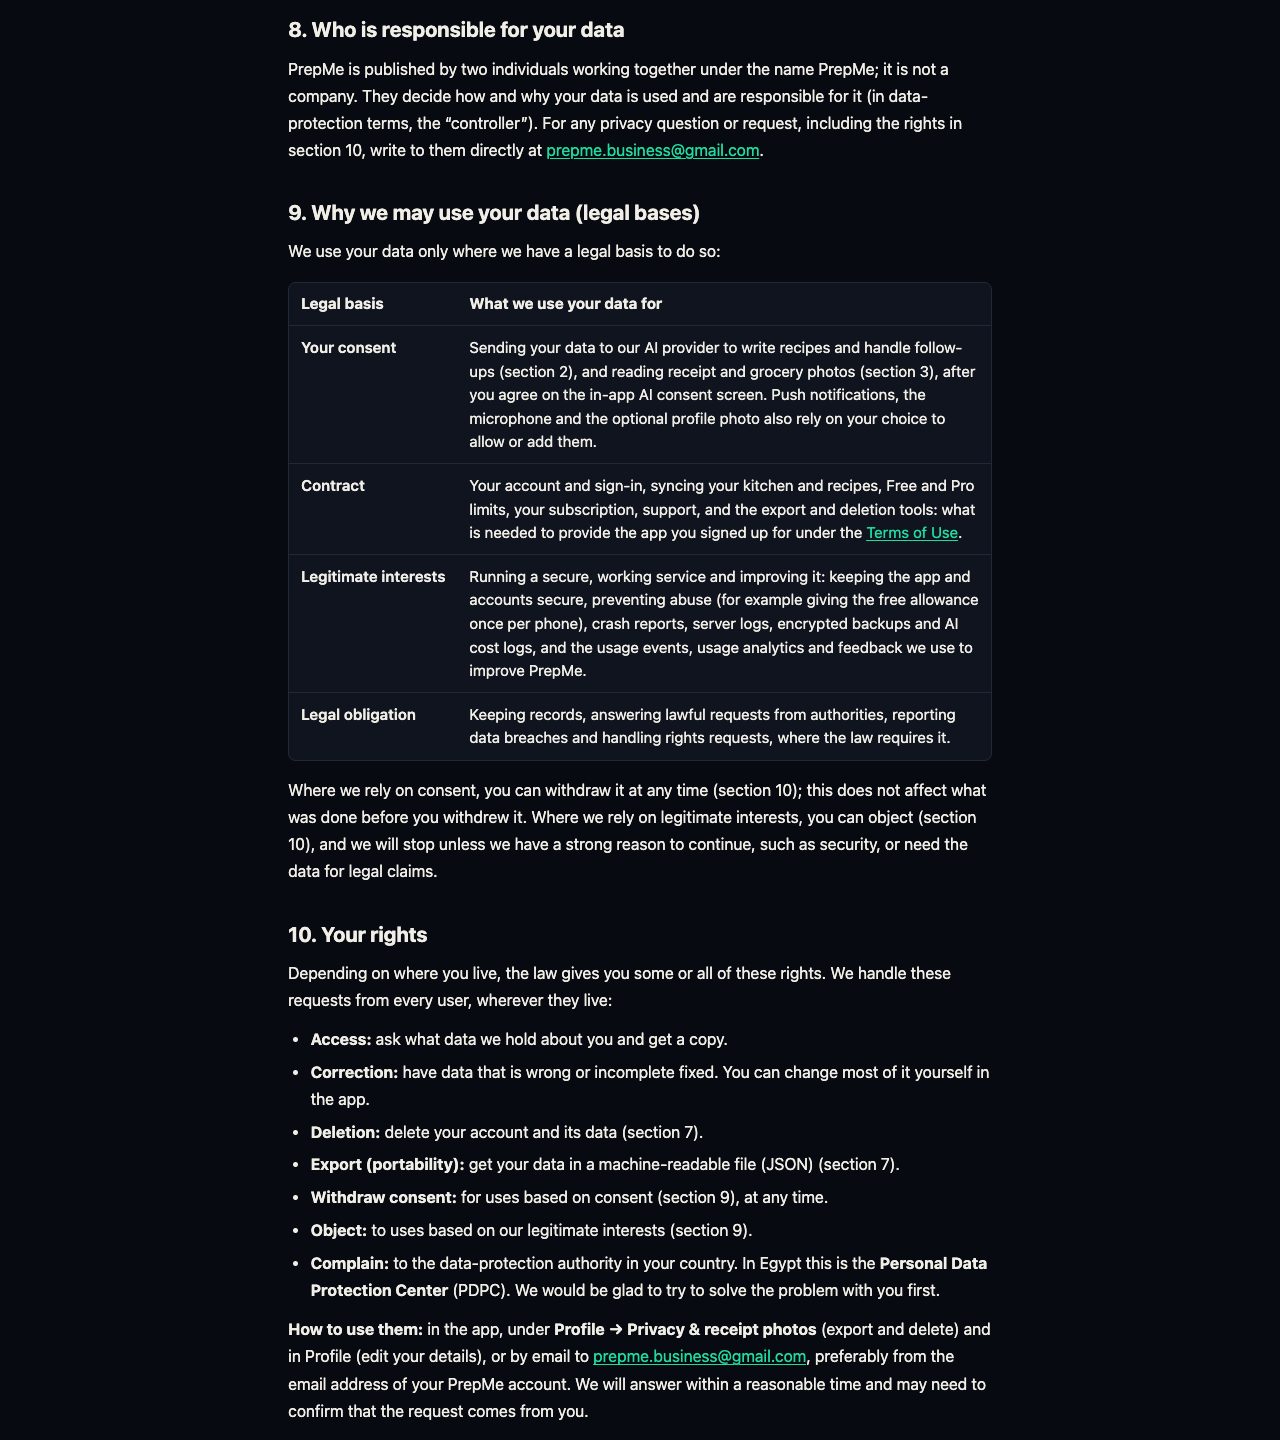 8. Who is responsible for your data
PrepMe is published by two individuals working together under the name PrepMe; it is not a
company. They decide how and why your data is used and are responsible for it (in data-
protection terms, the “controller”). For any privacy question or request, including the rights in
section 10, write to them directly at prepme.business@gmail.com.
9. Why we may use your data (legal bases)
We use your data only where we have a legal basis to do so:
Legal basis What we use your data for
Your consent Sending your data to our AI provider to write recipes and handle follow-
ups (section 2), and reading receipt and grocery photos (section 3), after
you agree on the in-app AI consent screen. Push notifications, the
microphone and the optional profile photo also rely on your choice to
allow or add them.
Contract Your account and sign-in, syncing your kitchen and recipes, Free and Pro
limits, your subscription, support, and the export and deletion tools: what
is needed to provide the app you signed up for under the Terms of Use.
Legitimate interests Running a secure, working service and improving it: keeping the app and
accounts secure, preventing abuse (for example giving the free allowance
once per phone), crash reports, server logs, encrypted backups and AI
cost logs, and the usage events, usage analytics and feedback we use to
improve PrepMe.
Legal obligation Keeping records, answering lawful requests from authorities, reporting
data breaches and handling rights requests, where the law requires it.
Where we rely on consent, you can withdraw it at any time (section 10); this does not affect what
was done before you withdrew it. Where we rely on legitimate interests, you can object (section
10), and we will stop unless we have a strong reason to continue, such as security, or need the
data for legal claims.
10. Your rights
Depending on where you live, the law gives you some or all of these rights. We handle these
requests from every user, wherever they live:
• Access: ask what data we hold about you and get a copy.
• Correction: have data that is wrong or incomplete fixed. You can change most of it yourself in
the app.
• Deletion: delete your account and its data (section 7).
• Export (portability): get your data in a machine-readable file (JSON) (section 7).
• Withdraw consent: for uses based on consent (section 9), at any time.
• Object: to uses based on our legitimate interests (section 9).
• Complain: to the data-protection authority in your country. In Egypt this is the Personal Data
Protection Center (PDPC). We would be glad to try to solve the problem with you first.
How to use them: in the app, under Profile → Privacy & receipt photos (export and delete) and
in Profile (edit your details), or by email to prepme.business@gmail.com, preferably from the
email address of your PrepMe account. We will answer within a reasonable time and may need to
confirm that the request comes from you.